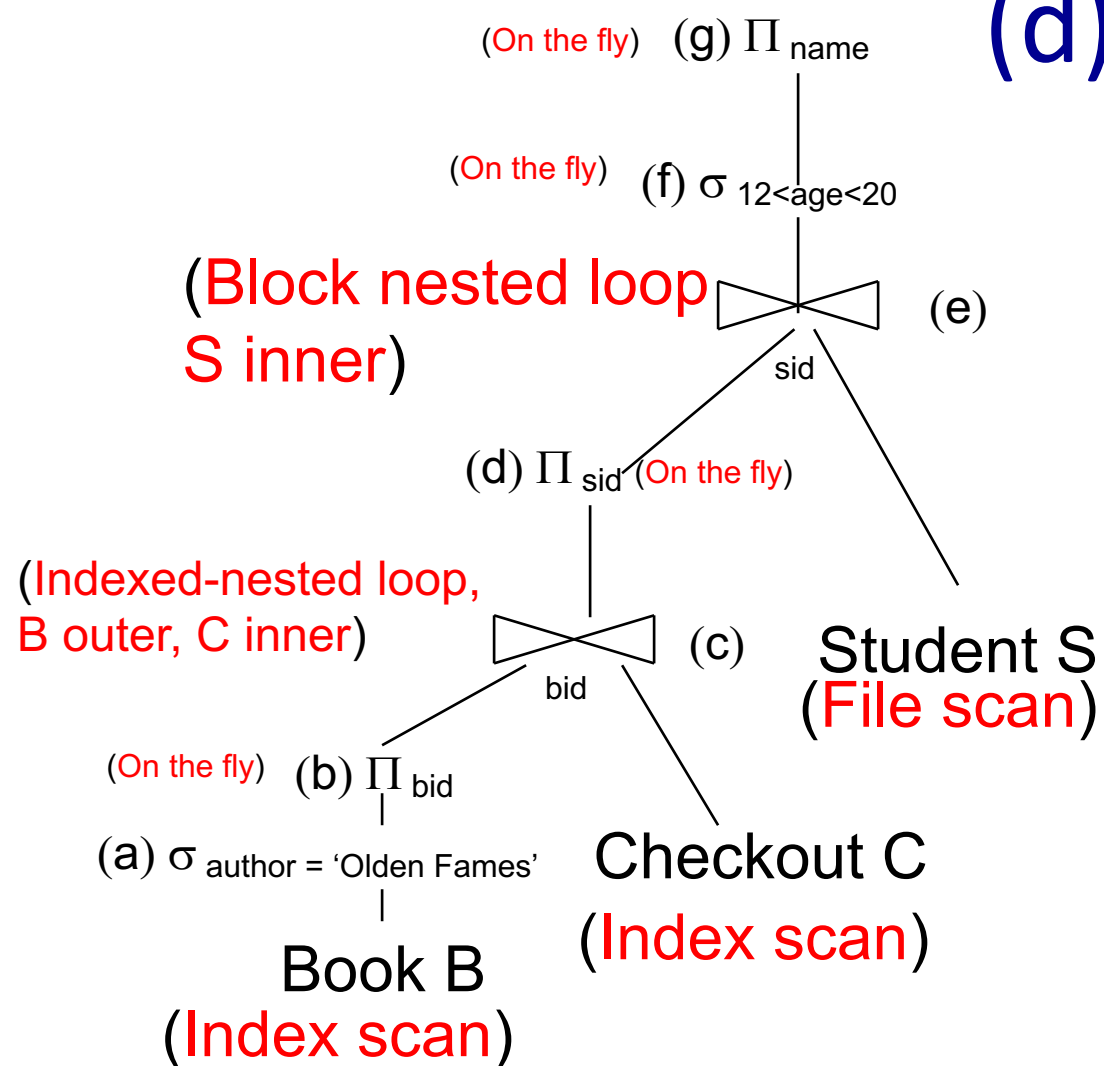 (d)
(On the fly) (g) Π name
(On the fly) (f) σ 12<age<20
(Block nested loop
S inner)
(e)
sid
(d) Π sid (On the fly)
(Indexed-nested loop,
B outer, C inner)
(c)
bid
Student S
(File scan)
(On the fly) (b) Π bid
(a) σ author = ‘Olden Fames’
Checkout C
(Index scan)
Book B
(Index scan)